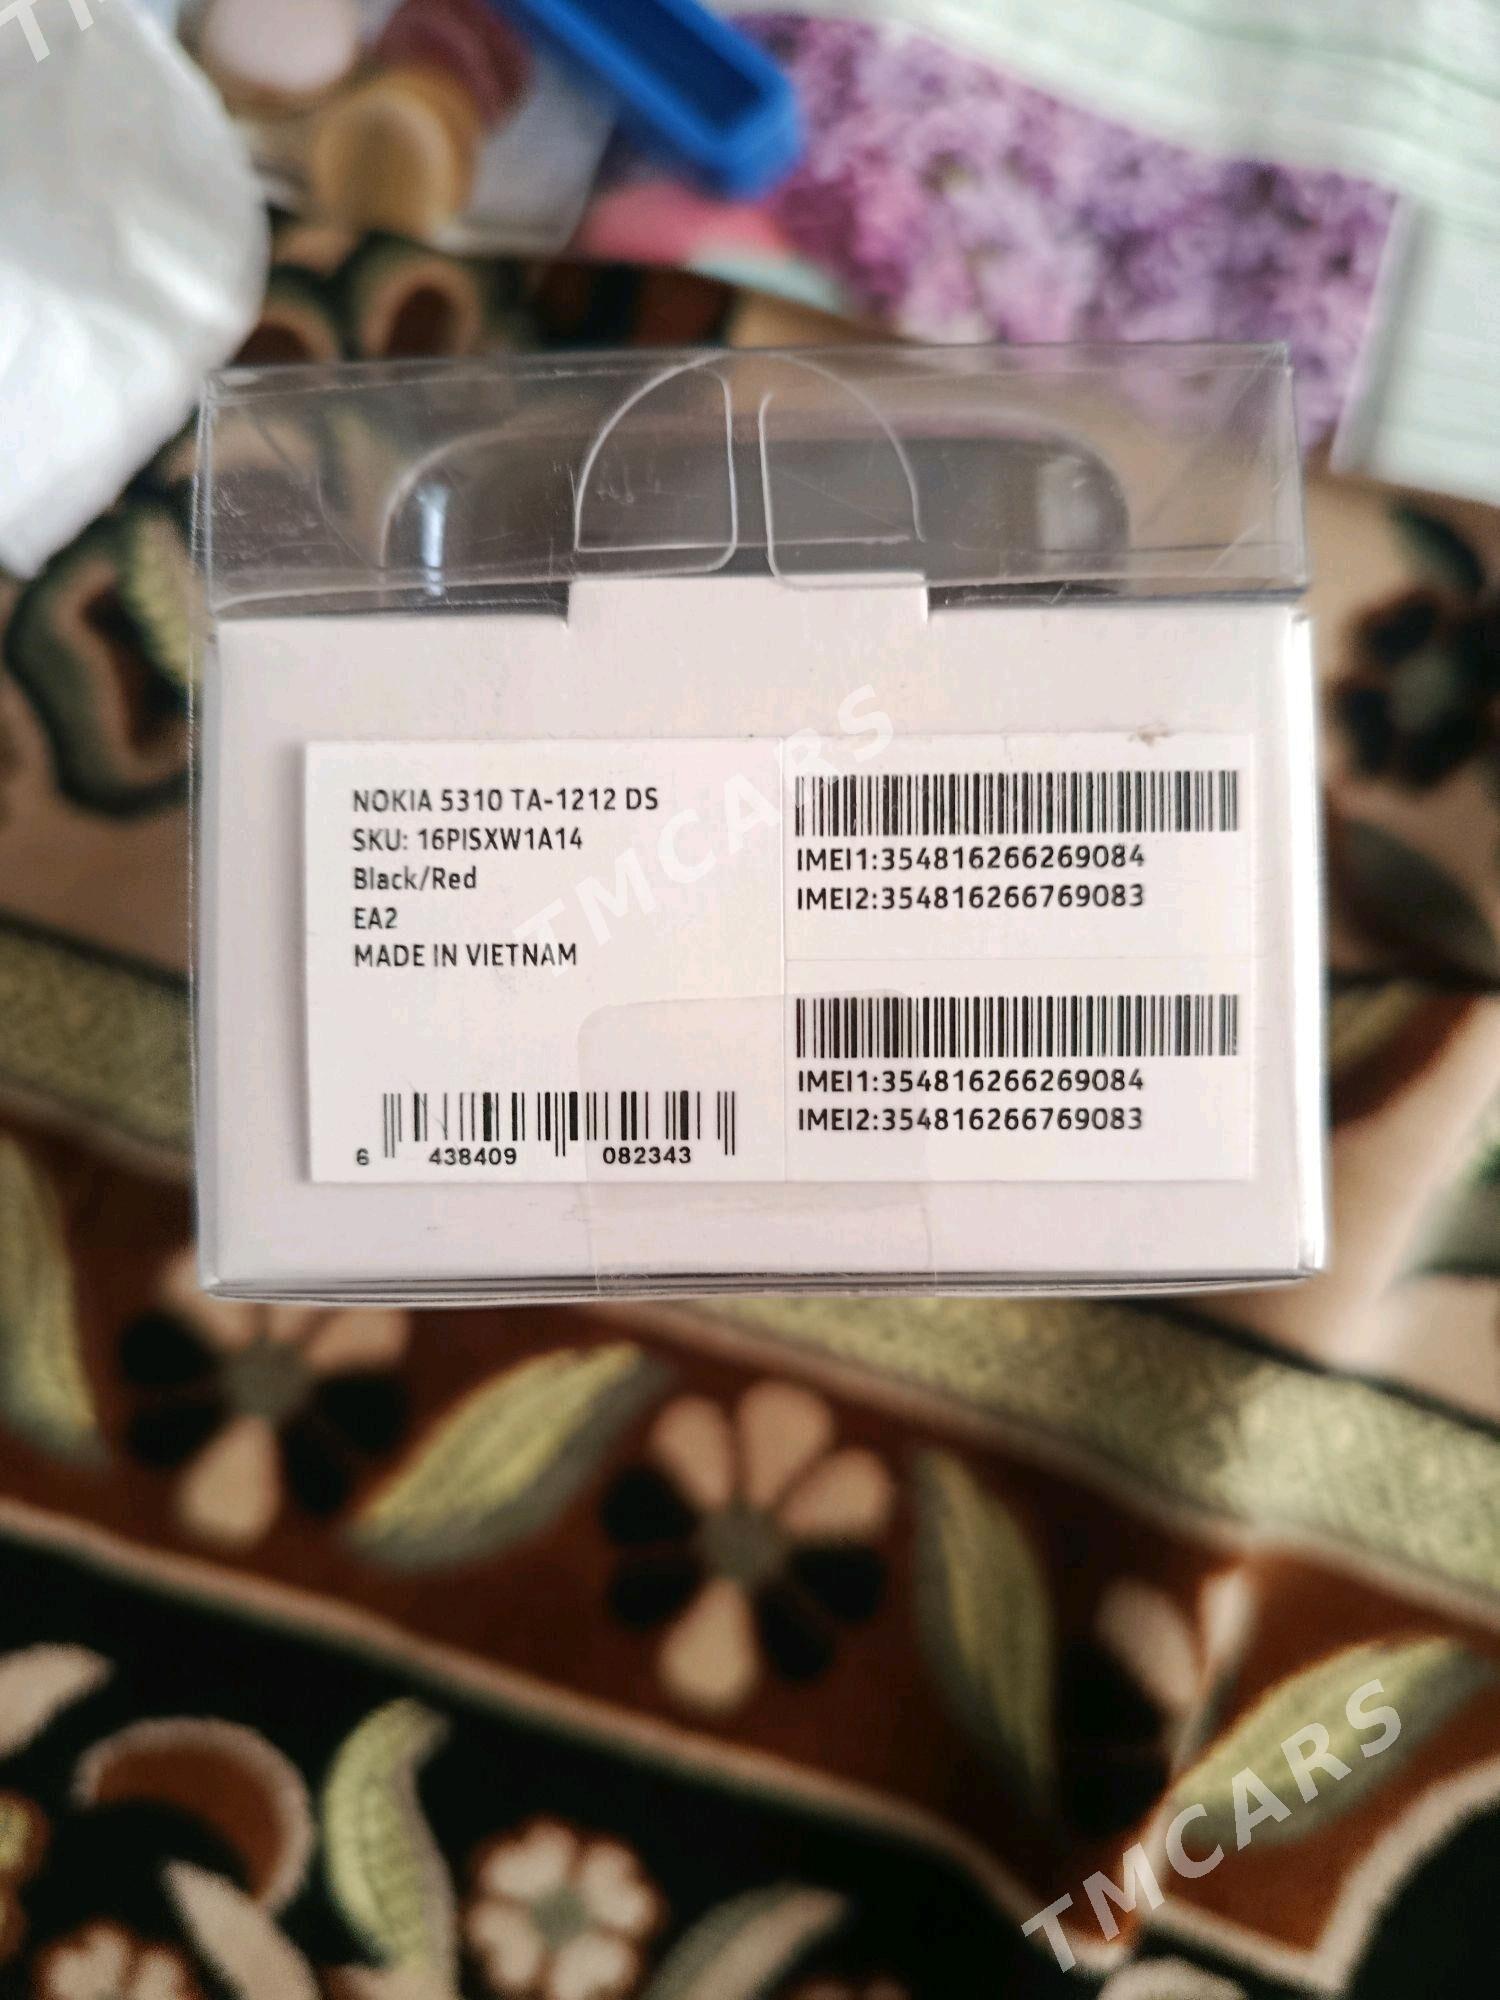 NOKIA 5310 TA-1212 DS
SKU: 16PISXW1A14
Black/Red
EA2
MADE IN VIETNAM
6 438409 082343
IMEI1:354816266269084
IMEI2:354816266769083
IMEI1:354816266269084
IMEI2:354816266769083
TMCARS
TMCARS